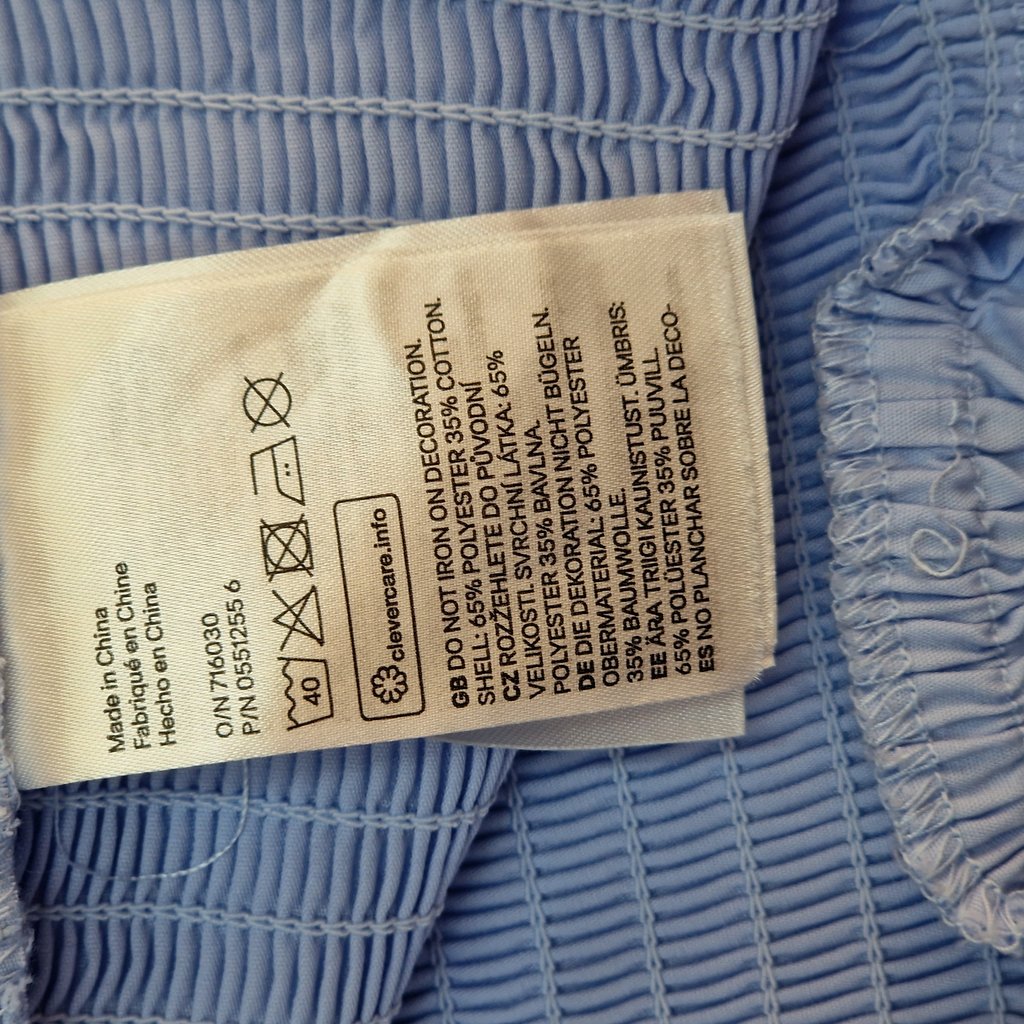 Made in China
Fabriqué en Chine
Hecho en China
O/N 716030
P/N 0551255 6
40
clevercare.info
GB DO NOT IRON ON DECORATION.
SHELL: 65% POLYESTER 35% COTTON.
CZ ROZŽEHLETE DO PŮVODNÍ
VELIKOSTI. SVRCHNÍ LÁTKA: 65%
POLYESTER 35% BAVLNA.
DE DIE DEKORATION NICHT BÜGELN.
OBERMATERIAL: 65% POLYESTER
35% BAUMWOLLE.
EE ÄRA TRIIGI KAUNISTUST. ÜMBRIS:
65% POLÜESTER 35% PUUVILL.
ES NO PLANCHAR SOBRE LA DECO-